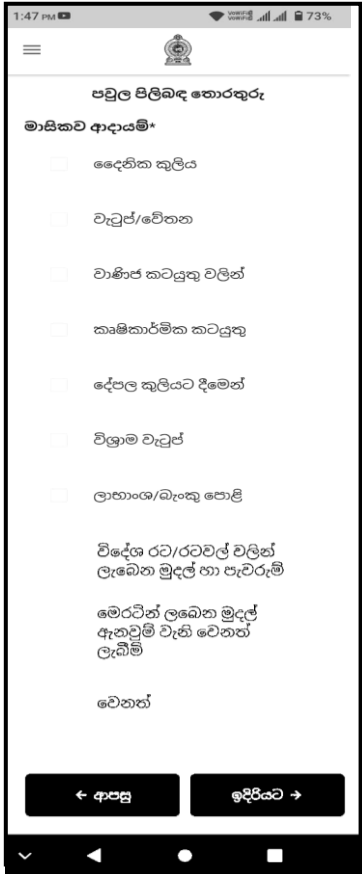 1:47 PM 73%
පවුල පිලිබඳ තොරතුරු
මාසිකව ආදායම්*
දෛනික කුලිය
වැටුප්/වේතන
වාණිජ කටයුතු වලින්
කෘෂිකාර්මික කටයුතු
දේපල කුලියට දීමෙන්
විශ්‍රාම වැටුප්
ලාභාංශ/බැංකු පොළි
විදේශ රට/රටවල් වලින්
ලැබෙන මුදල් හා පැවරුම්
මෙරටින් ලබෙන මුදල්
ඇනවුම් වැනි වෙනත්
ලැබීම්
වෙනත්
← ආපසු ඉදිරියට →